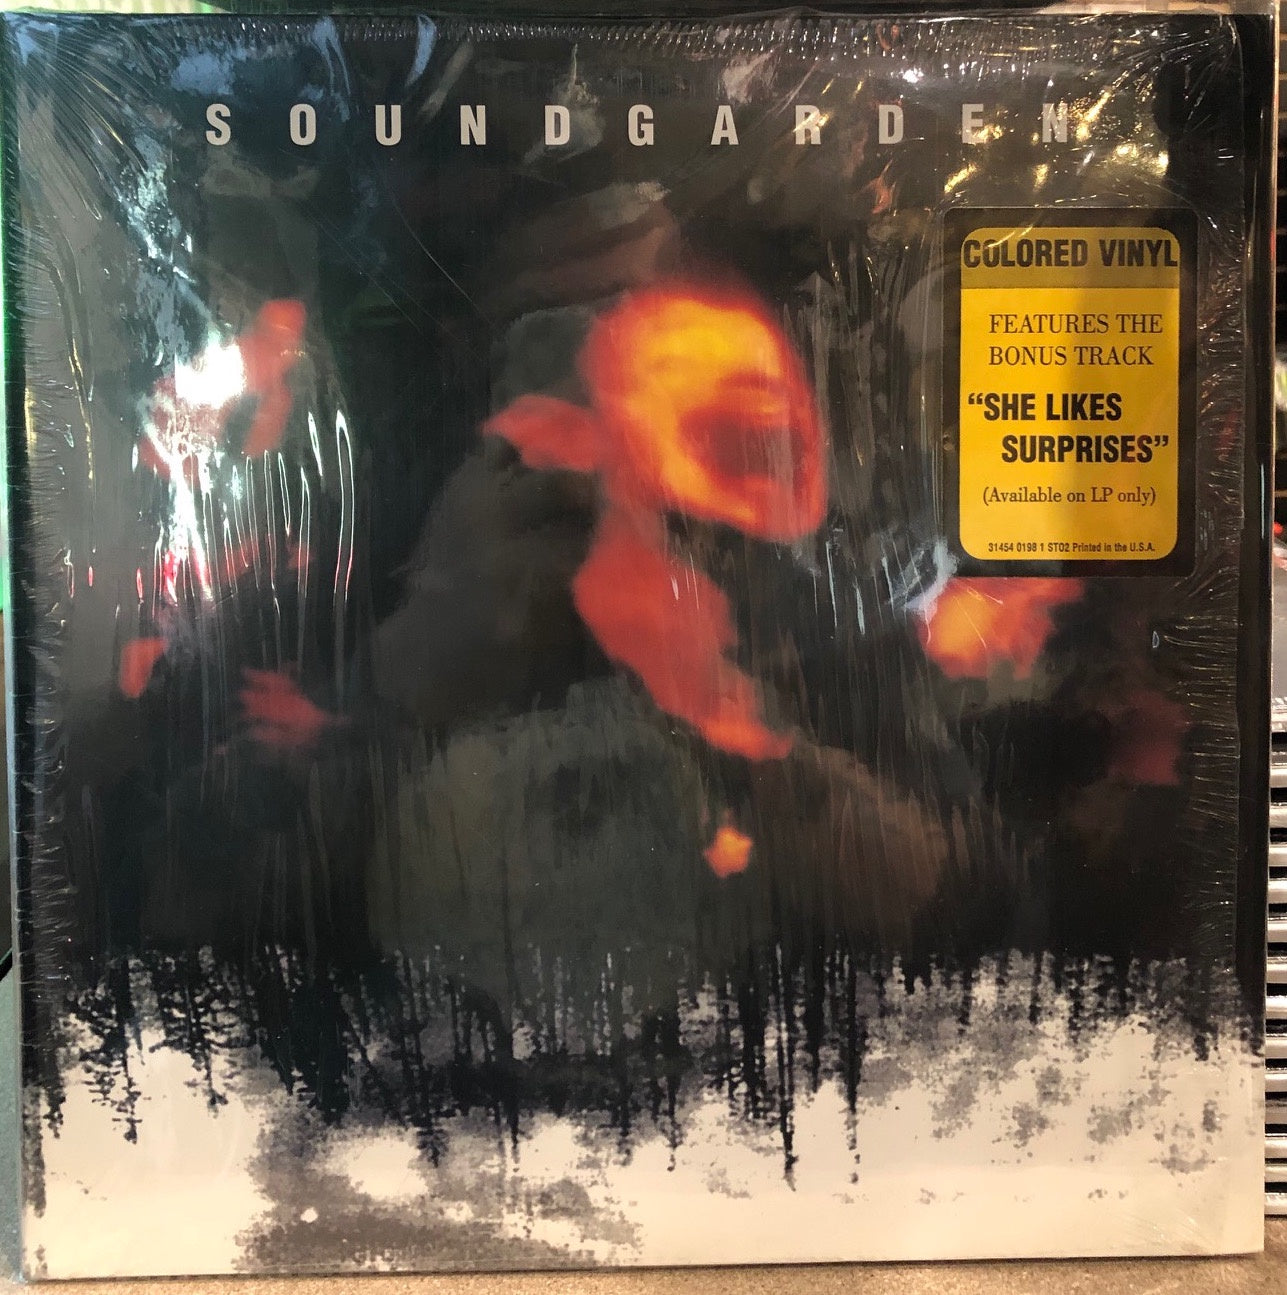 SOUNDGARDEN
COLORED VINYL
FEATURES THE
BONUS TRACK
“SHE LIKES
SURPRISES”
(Available on LP only)
31454 0198 1 ST02 Printed in the U.S.A.